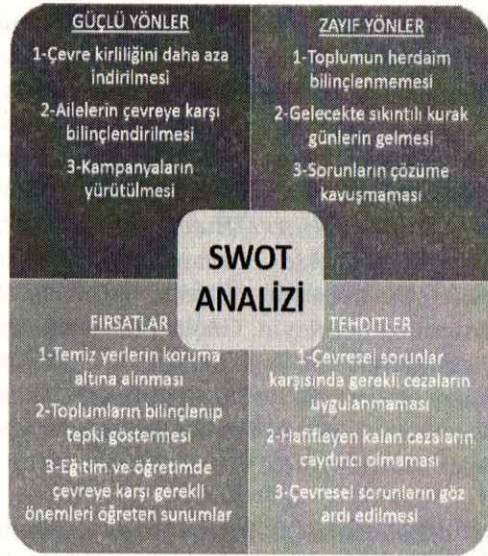 GÜÇLÜ YÖNLER
1-Çevre kirliliğini daha aza
indirilmesi
2-Ailelerin çevreye karşı
bilinçlendirilmesi
3-Kampanyaların
yürütülmesi
ZAYIF YÖNLER
1-Toplumun herdaim
bilinçlenmemesi
2-Gelecekte sıkıntılı kurak
günlerin gelmesi
3-Sorunların çözüme
kavuşmaması
SWOT
ANALİZİ
FIRSATLAR
1-Temiz yerlerin koruma
altına alınması
2-Toplumların bilinçlenip
tepki göstermesi
3-Eğitim ve öğretimde
çevreye karşı gerekli
önemleri öğreten sunumlar
TEHDİTLER
1-Çevresel sorunlar
karşısında gerekli cezaların
uygulanmaması
2-Hafifleyen kalan cezaların
caydırıcı olmaması
3-Çevresel sorunların göz
ardı edilmesi